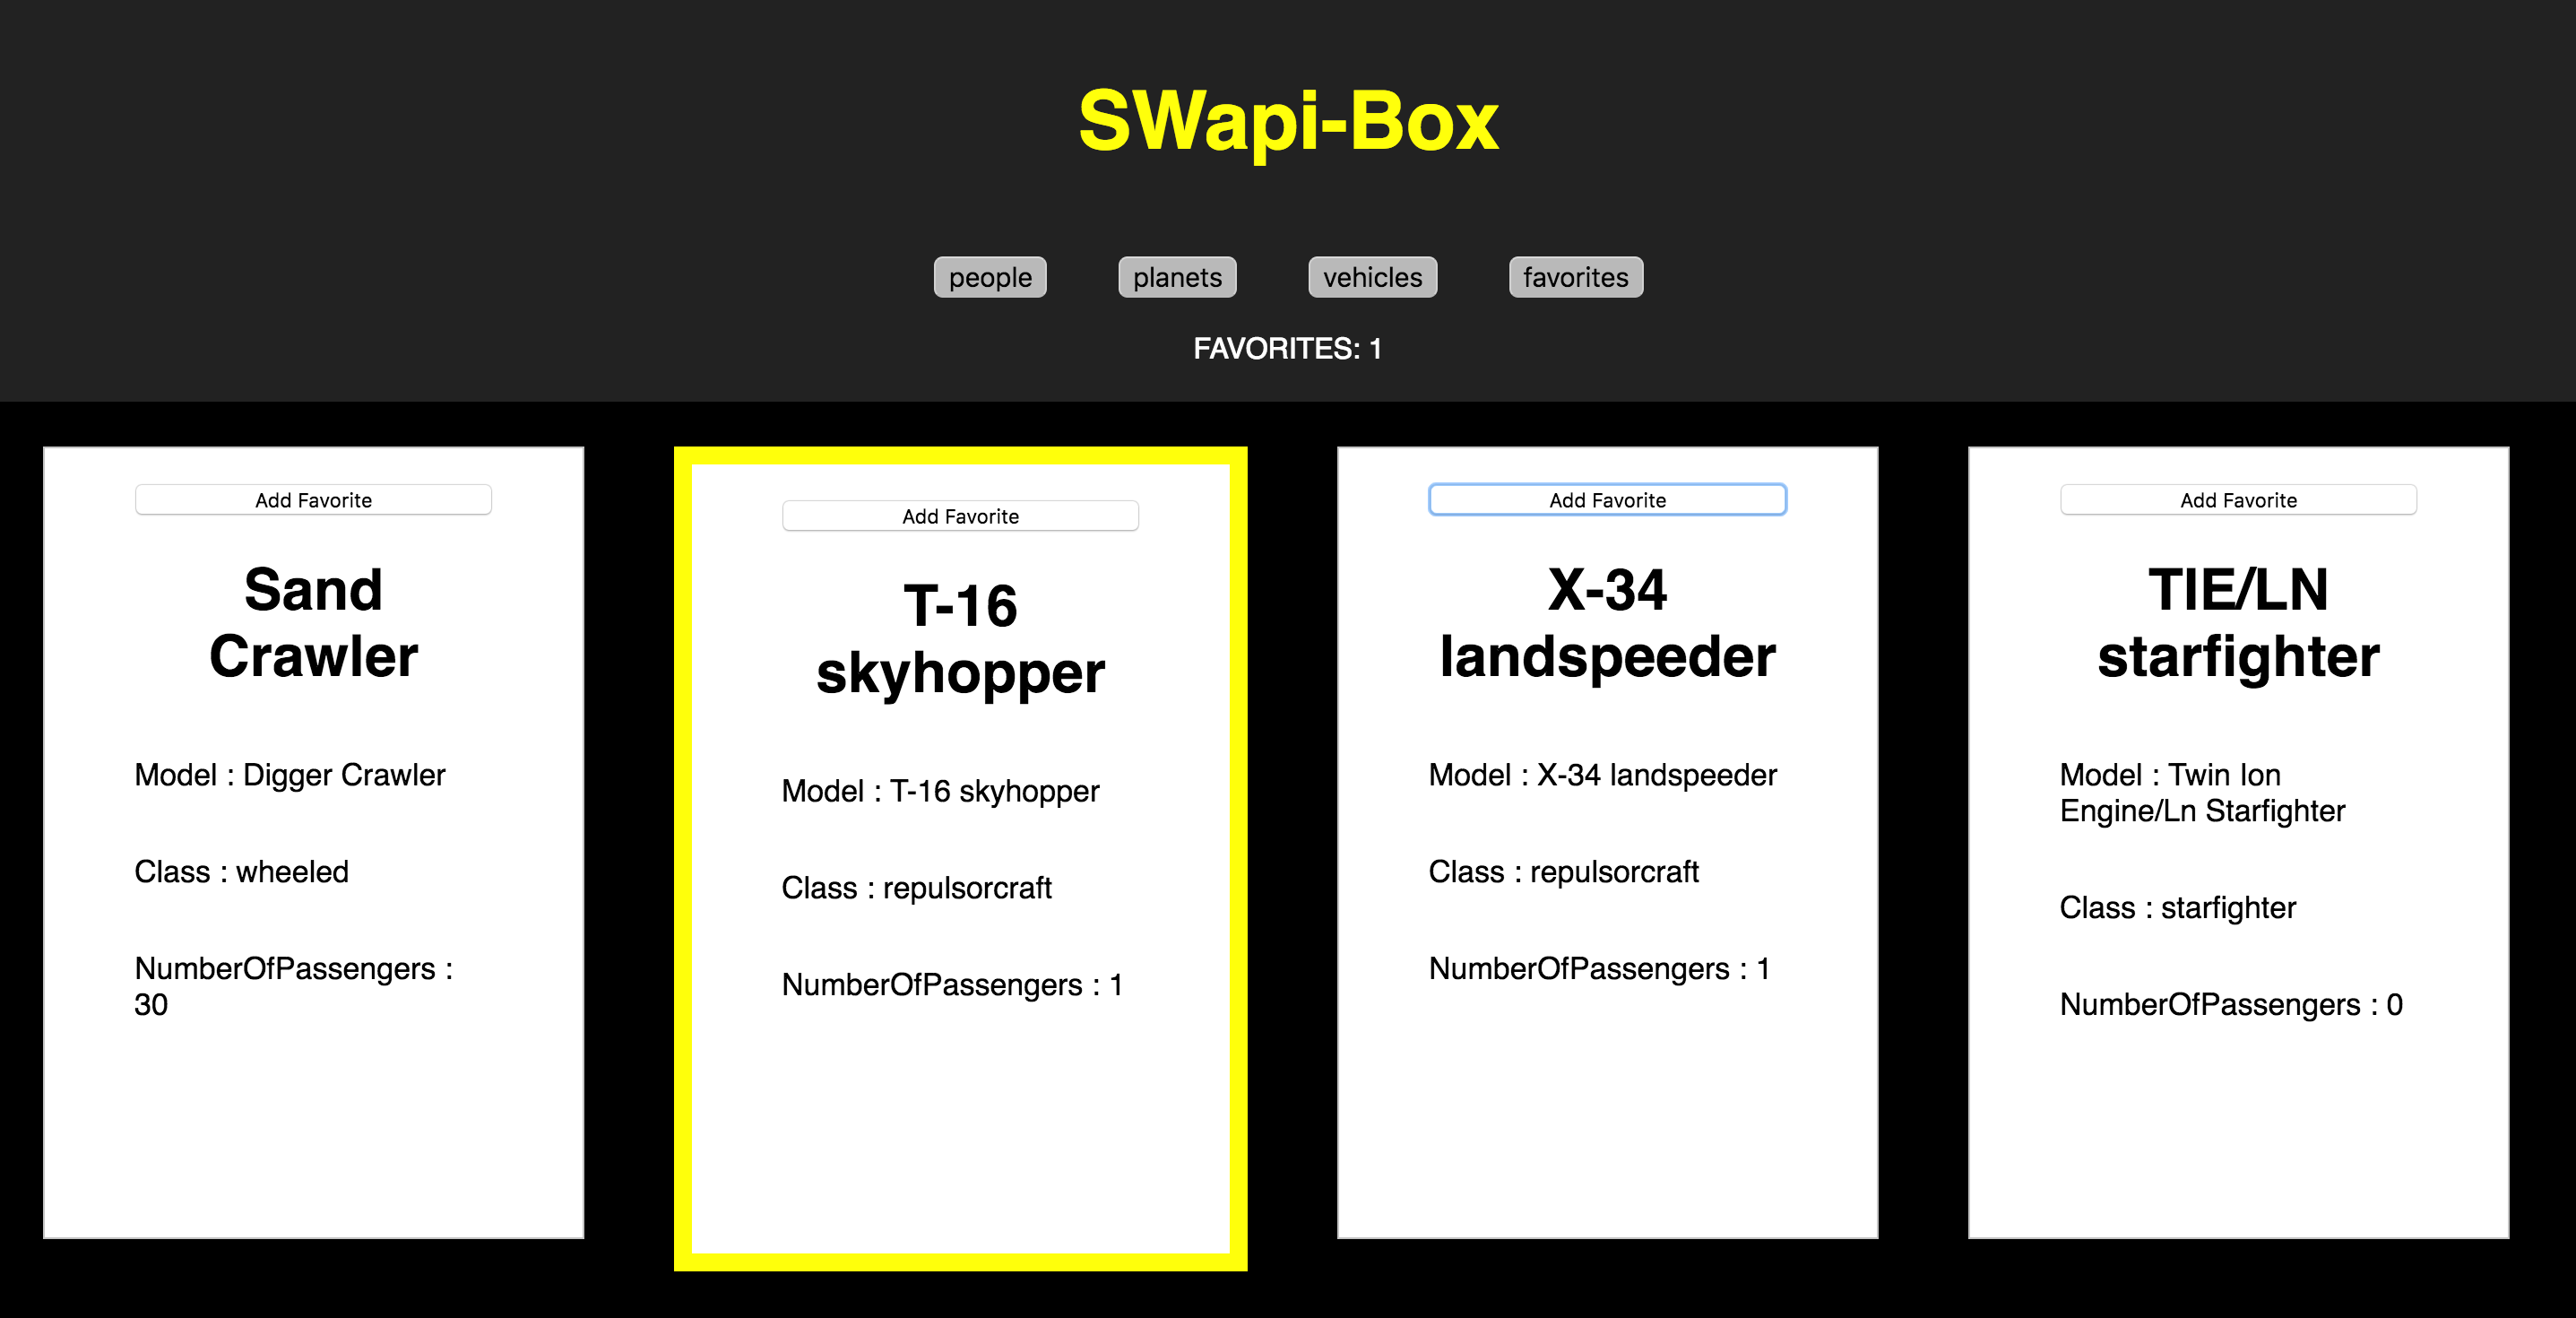 SWapi-Box
people
planets
vehicles
favorites
FAVORITES: 1
Add Favorite
Sand
Crawler
Model : Digger Crawler
Class : wheeled
NumberOfPassengers :
30
Add Favorite
T-16
skyhopper
Model : T-16 skyhopper
Class : repulsorcraft
NumberOfPassengers : 1
Add Favorite
X-34
landspeeder
Model : X-34 landspeeder
Class : repulsorcraft
NumberOfPassengers : 1
Add Favorite
TIE/LN
starfighter
Model : Twin Ion
Engine/Ln Starfighter
Class : starfighter
NumberOfPassengers : 0